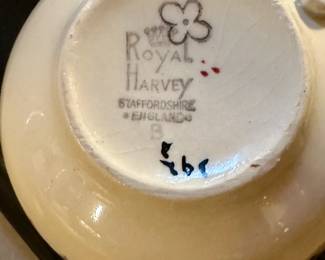 ROYAL
HARVEY
STAFFORDSHIRE
• ENGLAND •
B